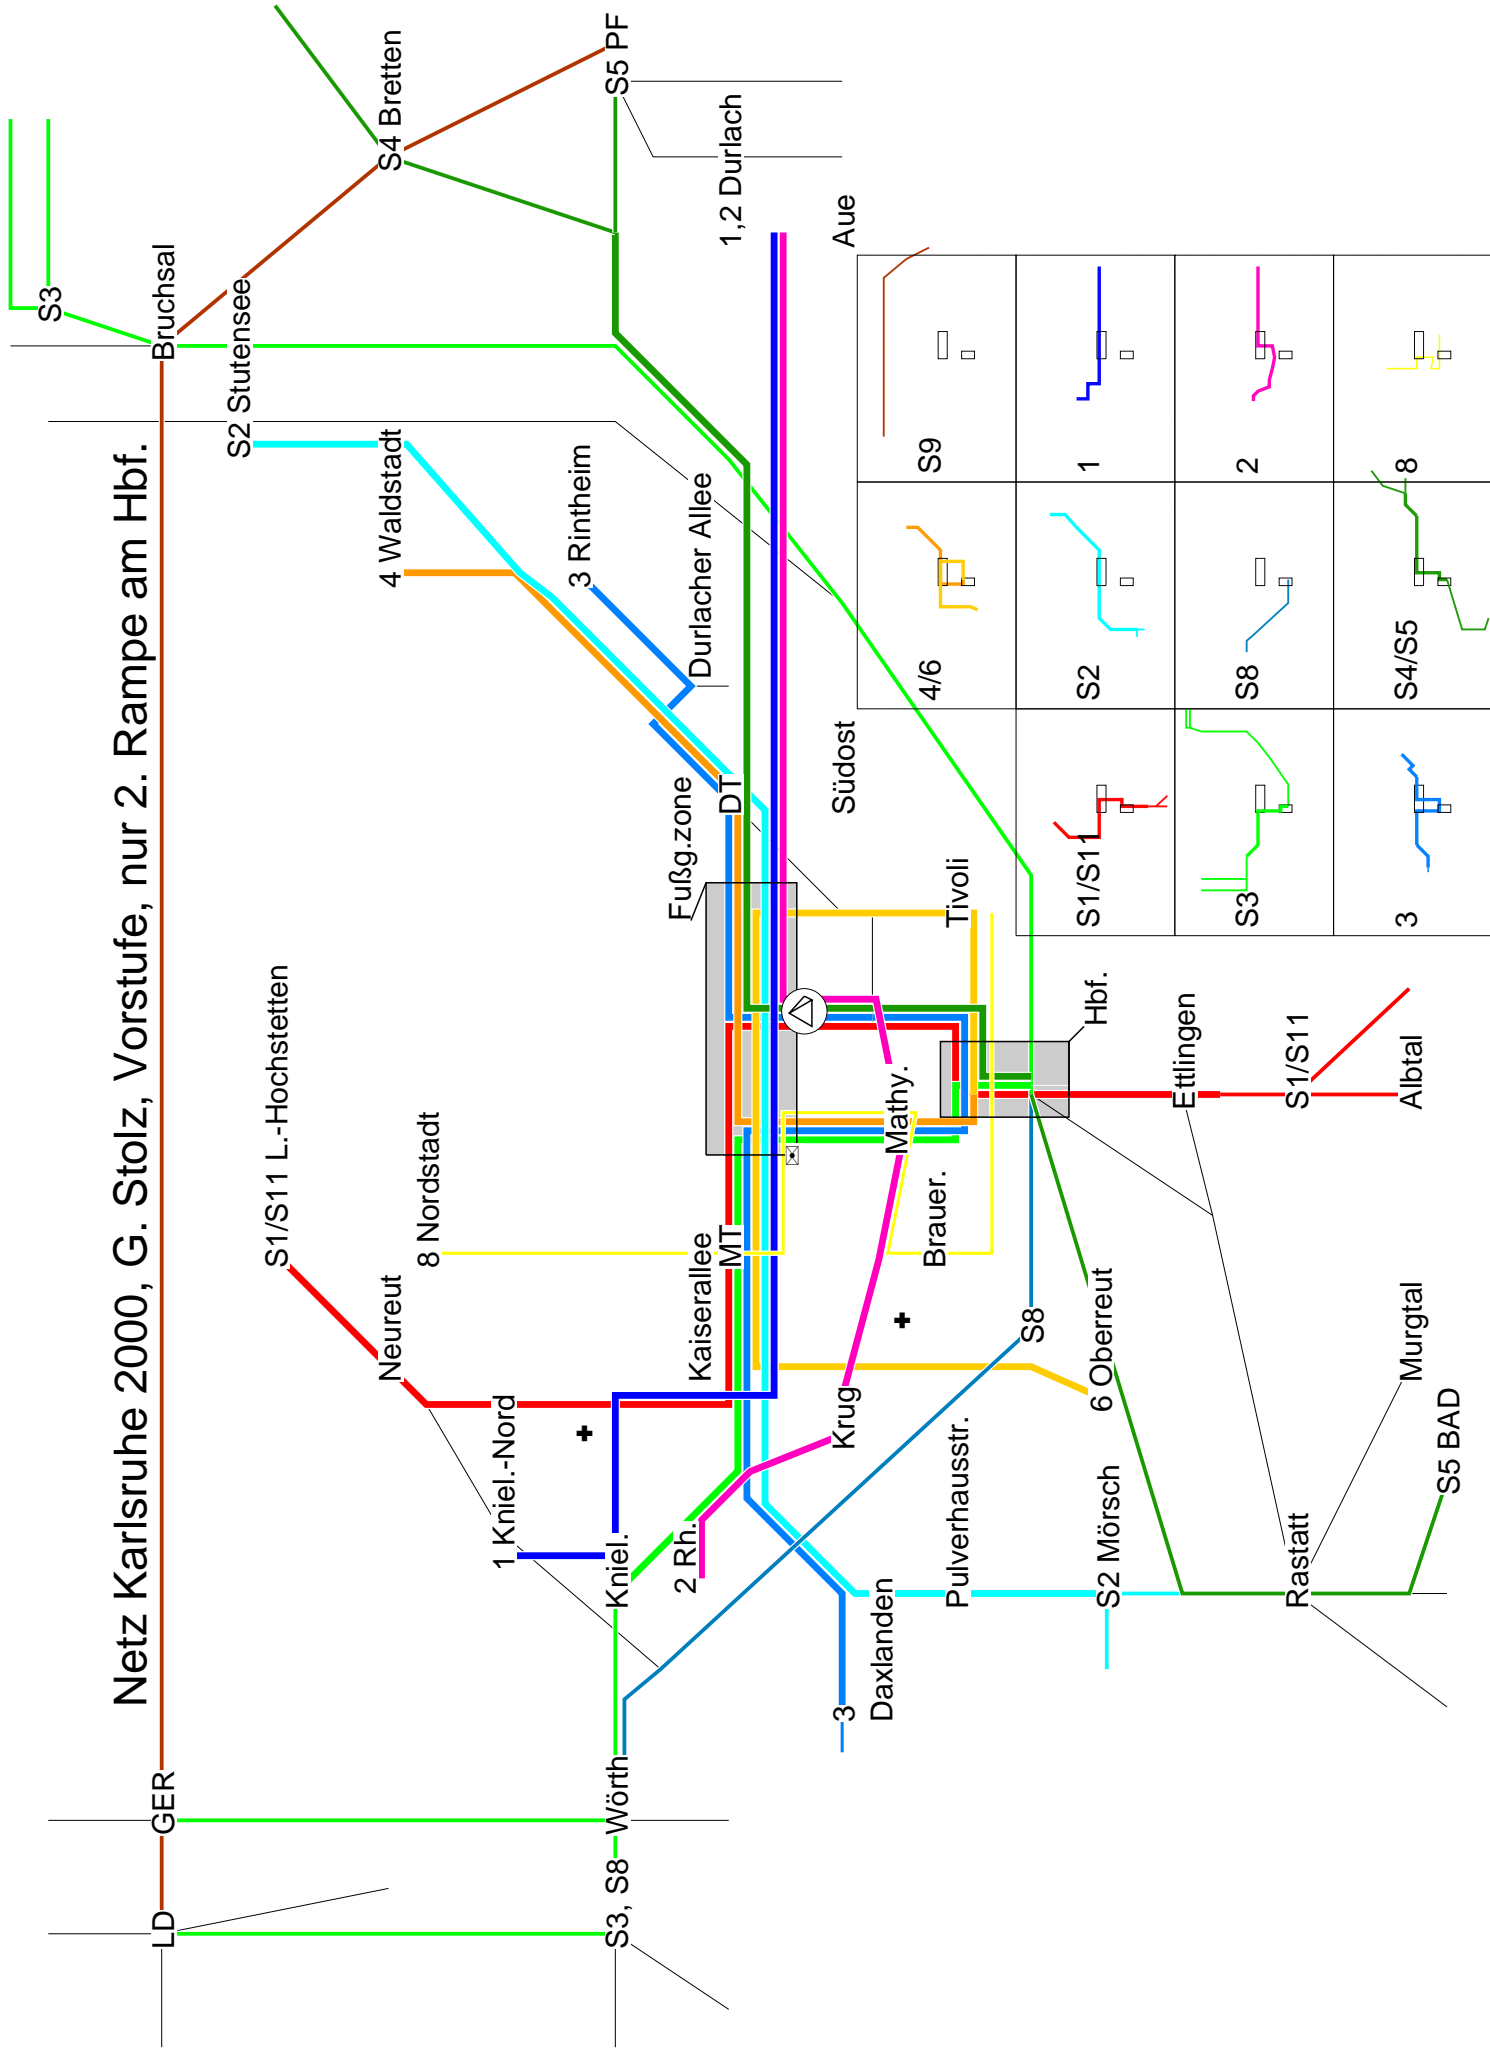 Netz Karlsruhe 2000, G. Stolz, Vorstufe, nur 2. Rampe am Hbf.
LD
GER
Bruchsal
S3
S2 Stutensee
S1/S11 L.-Hochstetten
Neureut
8 Nordstadt
4 Waldstadt
S4 Bretten
1 Kniel.-Nord
3 Rintheim
S3, S8
Wörth
Kniel.
S5 PF
2 Rh.
Kaiserallee
Fußg.zone
Durlacher Allee
MT
DT
1,2 Durlach
3
Krug
Südost
Aue
Daxlanden
Mathy.
Brauer.
Pulverhausstr.
Tivoli
S8
6 Oberreut
Hbf.
S2 Mörsch
Ettlingen
Rastatt
S1/S11
Murgtal
Albtal
S5 BAD
4/6
S9
S1/S11
S2
1
S3
S8
2
3
S4/S5
8